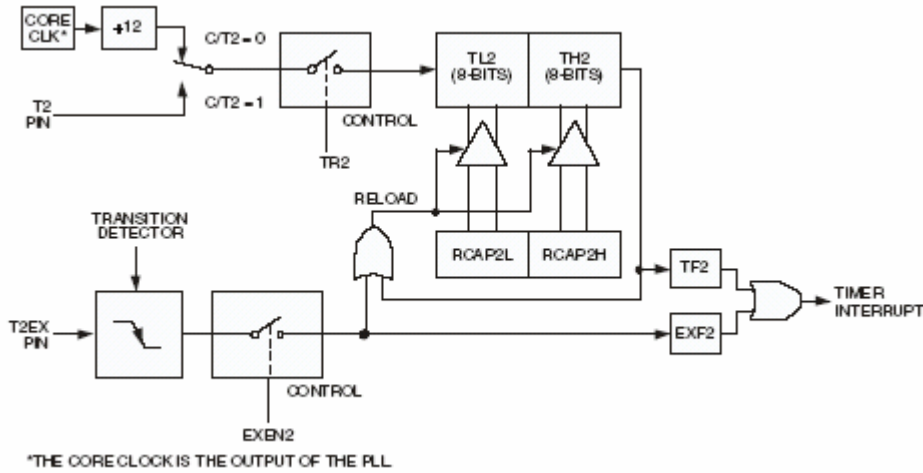 CORE
CLK*
÷12
C/T2 = 0
C/T2 = 1
T2
PIN
CONTROL
TR2
TL2
(8-BITS)
TH2
(8-BITS)
RELOAD
TRANSITION
DETECTOR
RCAP2L
RCAP2H
TF2
TIMER
INTERRUPT
T2EX
PIN
EXF2
CONTROL
EXEN2
*THE CORE CLOCK IS THE OUTPUT OF THE PLL